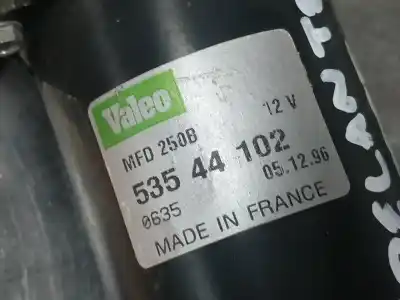 Valeo
12 V
MFD 250B
535 44 102
0635
05.12.96
MADE IN FRANCE